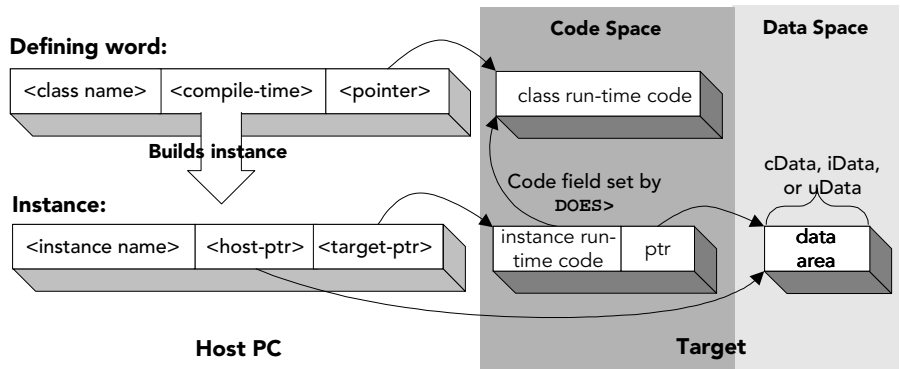 Code Space
Data Space
Defining word:
<class name>
<compile-time>
<pointer>
class run-time code
Builds instance
Code field set by
DOES>
cData, iData,
or uData
Instance:
<instance name>
<host-ptr>
<target-ptr>
instance run-
time code
ptr
data
area
Host PC
Target